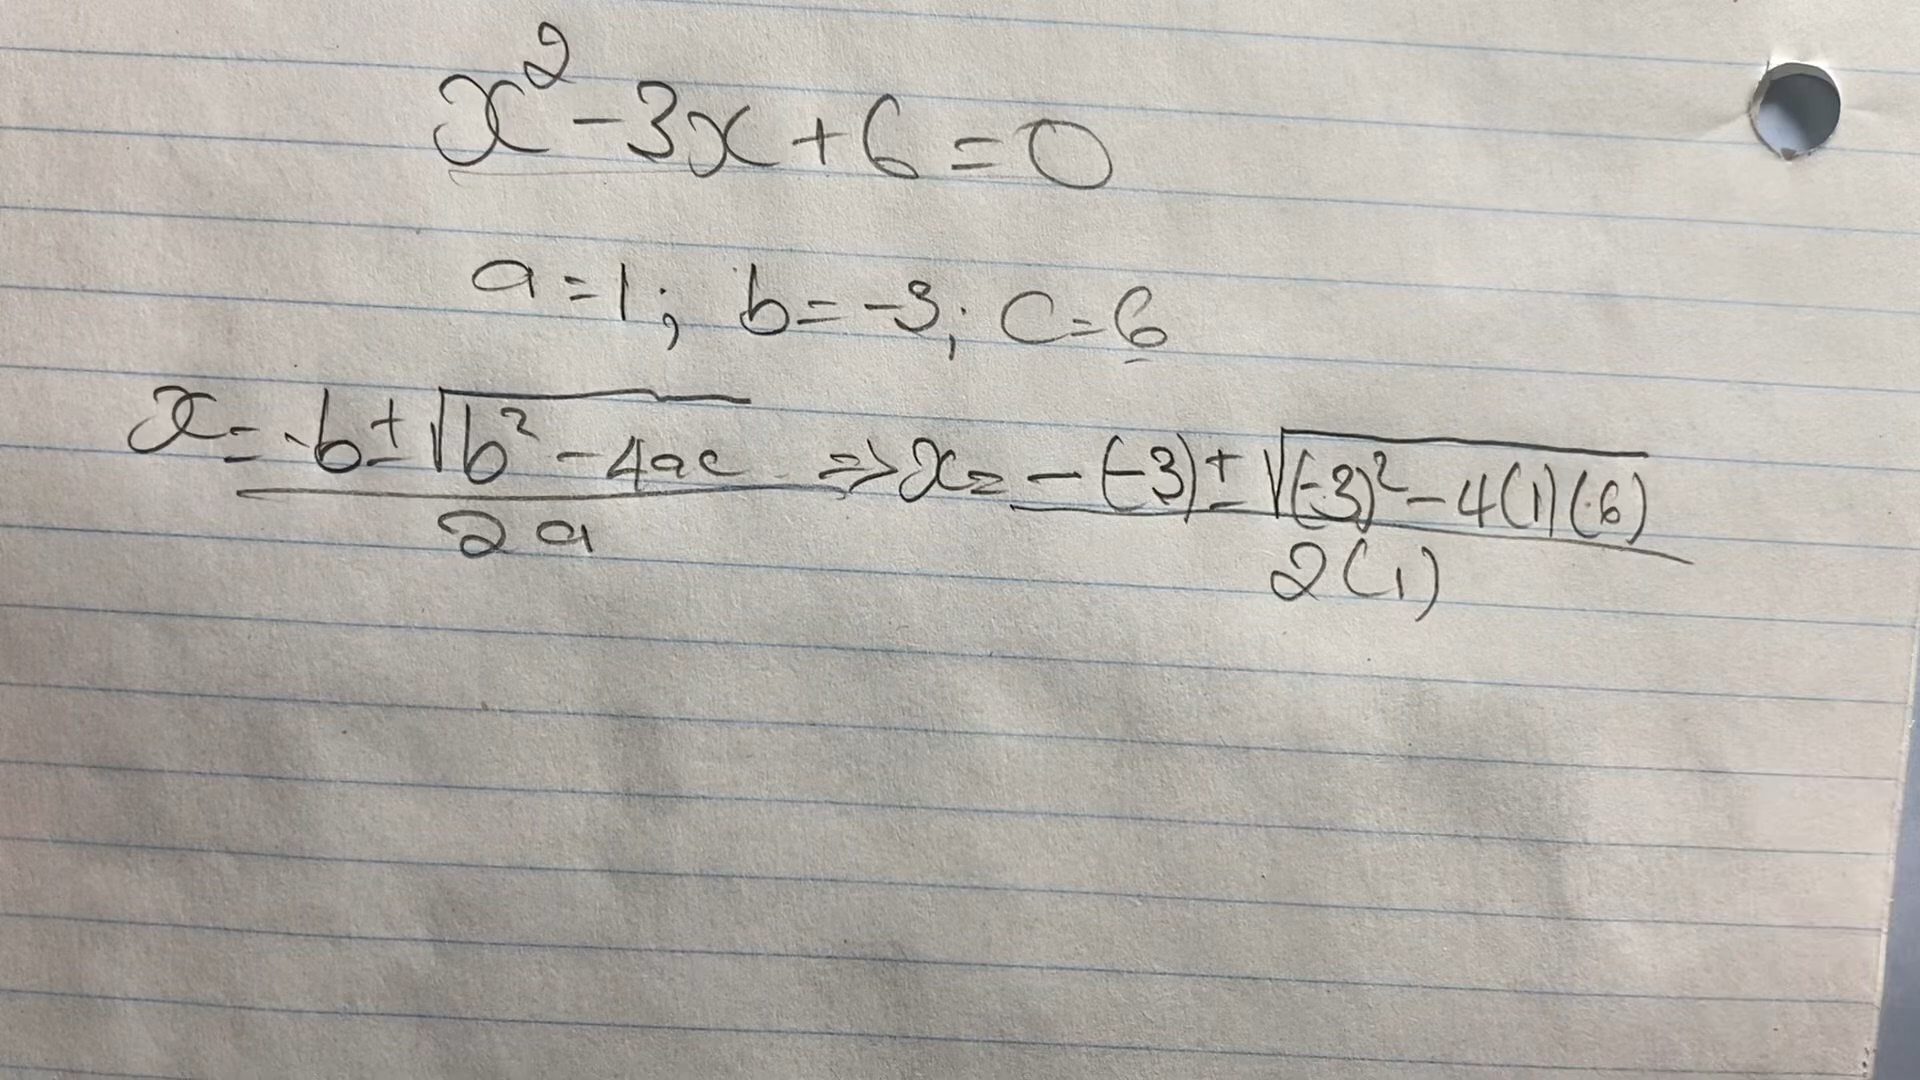 x² - 3x + 6 = 0
a = 1; b = -3; c = 6
x = -b ± √(b² - 4ac) / 2a ⇒ x = -(-3) ± √((-3)² - 4(1)(6)) / 2(1)